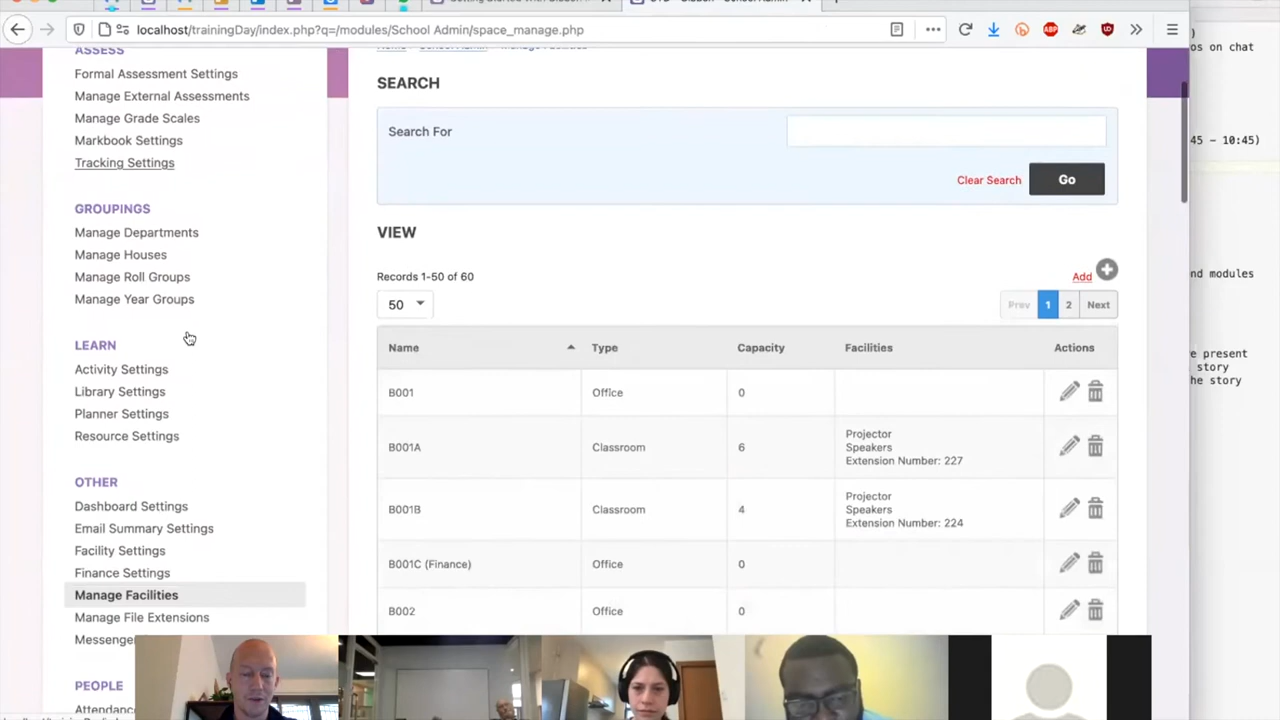 localhost/trainingDay/index.php?q=/modules/School Admin/space_manage.php
ASSESS
Formal Assessment Settings
Manage External Assessments
Manage Grade Scales
Markbook Settings
Tracking Settings
GROUPINGS
Manage Departments
Manage Houses
Manage Roll Groups
Manage Year Groups
LEARN
Activity Settings
Library Settings
Planner Settings
Resource Settings
OTHER
Dashboard Settings
Email Summary Settings
Facility Settings
Finance Settings
Manage Facilities
Manage File Extensions
Messenger
PEOPLE
SEARCH
Search For
Clear Search Go
VIEW
Records 1-50 of 60
Add
50
Prev 1 2 Next
Name Type Capacity Facilities Actions
B001 Office 0
B001A Classroom 6 Projector
Speakers
Extension Number: 227
B001B Classroom 4 Projector
Speakers
Extension Number: 224
B001C (Finance) Office 0
B002 Office 0
os on chat
45 – 10:45)
nd modules
e present
story
he story